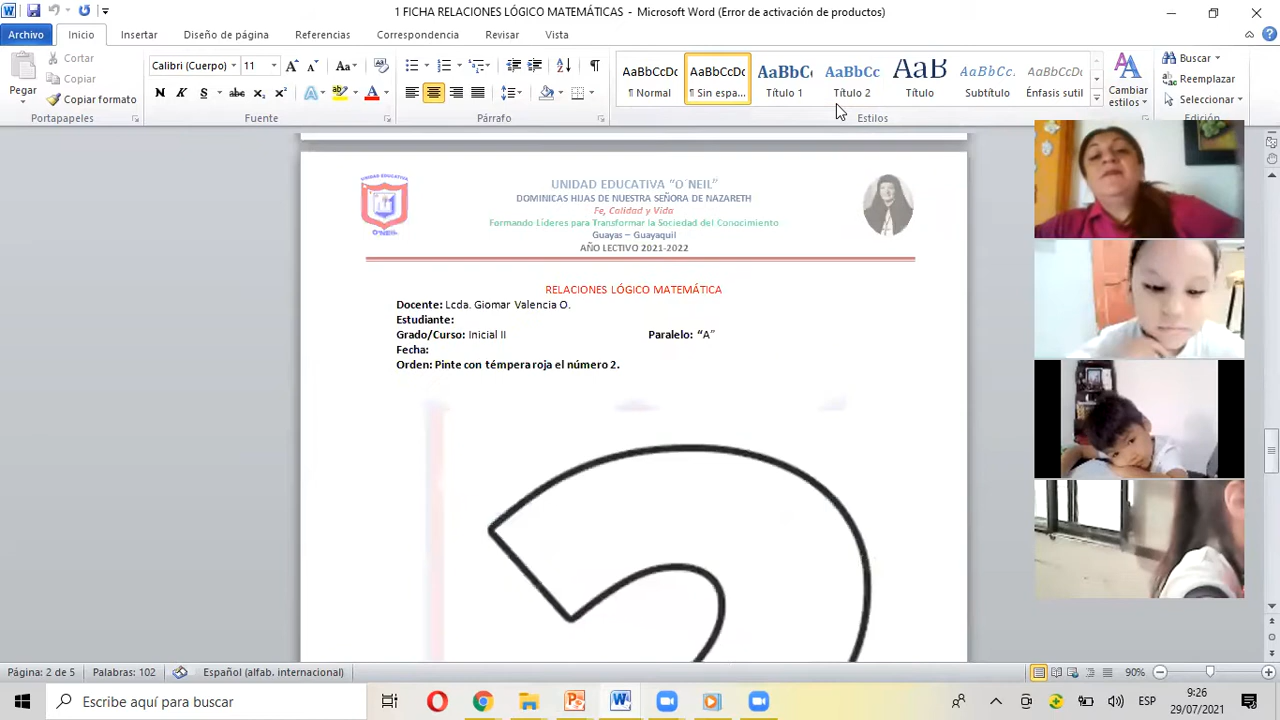 1 FICHA RELACIONES LÓGICO MATEMÁTICAS - Microsoft Word (Error de activación de productos)
Archivo Inicio Insertar Diseño de página Referencias Correspondencia Revisar Vista
Pegar
Cortar
Copiar
Copiar formato
Portapapeles
Calibri (Cuerpo) 11
N K S abc x₂ x²
Fuente
Párrafo
AaBbCcDc AaBbCcDc AaBbC AaBbCc AaB AaBbCc. AaBbCcDc
¶ Normal ¶ Sin espa... Título 1 Título 2 Título Subtítulo Énfasis sutil
Estilos
Cambiar estilos
Buscar
Reemplazar
Seleccionar
Edición
UNIDAD EDUCATIVA “O´NEIL”
DOMINICAS HIJAS DE NUESTRA SEÑORA DE NAZARETH
Fe, Calidad y Vida
Formando Líderes para Transformar la Sociedad del Conocimiento
Guayas – Guayaquil
AÑO LECTIVO 2021-2022
RELACIONES LÓGICO MATEMÁTICA
Docente: Lcda. Giomar Valencia O.
Estudiante:
Grado/Curso: Inicial II Paralelo: “A”
Fecha:
Orden: Pinte con témpera roja el número 2.
Página: 2 de 5 Palabras: 102 Español (alfab. internacional) 90%
Escribe aquí para buscar
ESP
9:26
29/07/2021